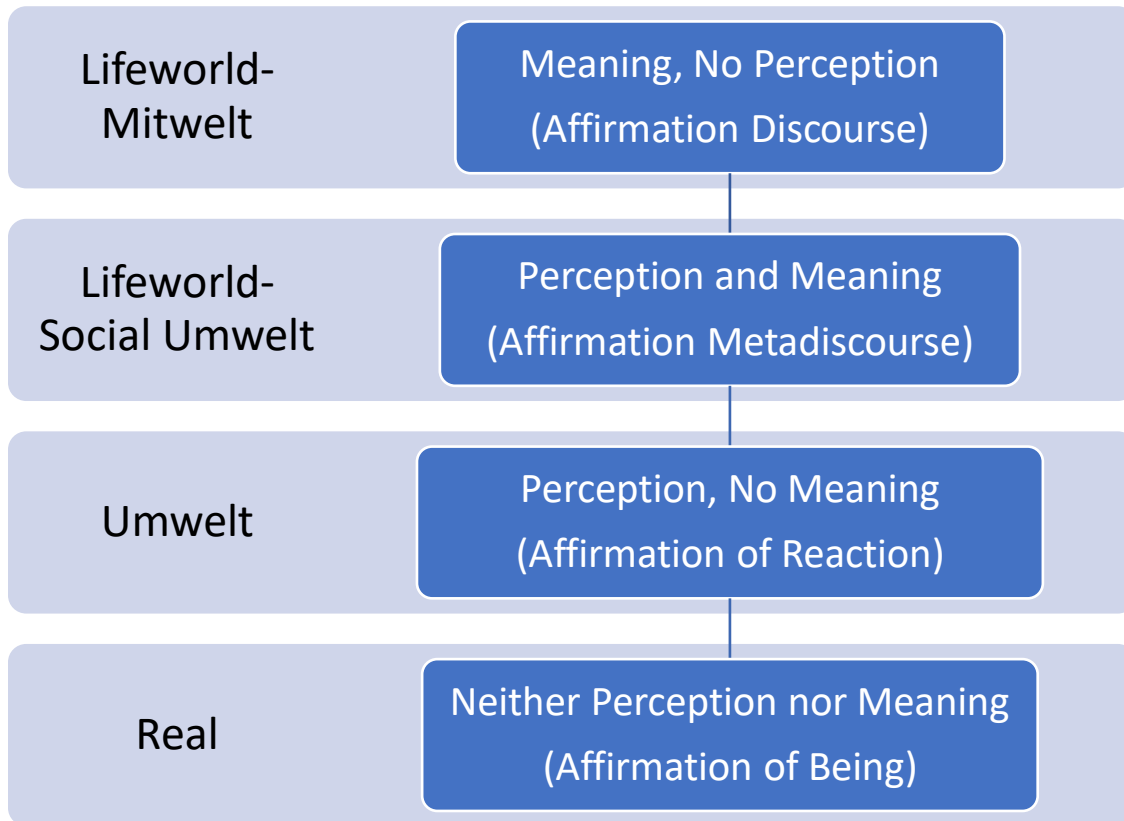 Lifeworld-
Mitwelt
Meaning, No Perception
(Affirmation Discourse)
Lifeworld-
Social Umwelt
Perception and Meaning
(Affirmation Metadiscourse)
Umwelt
Perception, No Meaning
(Affirmation of Reaction)
Real
Neither Perception nor Meaning
(Affirmation of Being)